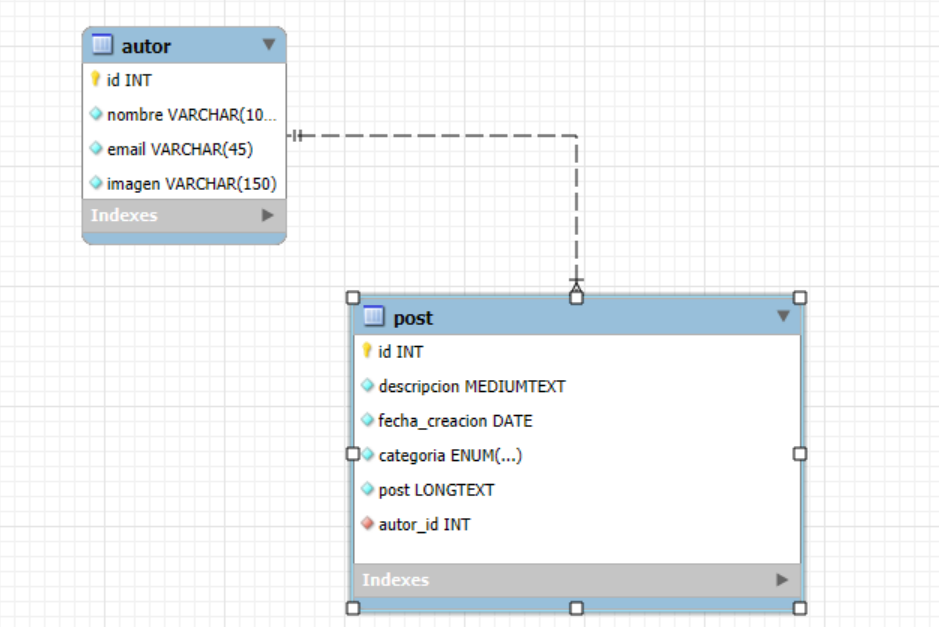 autor
id INT
nombre VARCHAR(10...
email VARCHAR(45)
imagen VARCHAR(150)
Indexes
post
id INT
descripcion MEDIUMTEXT
fecha_creacion DATE
categoria ENUM(...)
post LONGTEXT
autor_id INT
Indexes